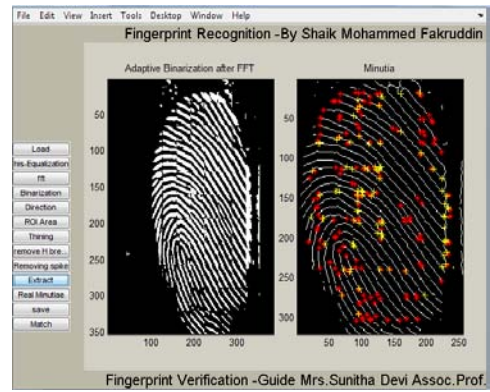 File Edit View Insert Tools Desktop Window Help
Fingerprint Recognition -By Shaik Mohammed Fakruddin
Adaptive Binarization after FFT
Minutia
50
100
150
200
250
300
350
100 200 300
50
100
150
200
250
300
50 100 150 200 250
Load
his-Equalization
fft
Binarization
Direction
ROI Area
Thining
remove H bre...
Removing spike
Extract
Real Minutiae
save
Match
Fingerprint Verification -Guide Mrs.Sunitha Devi Assoc.Prof